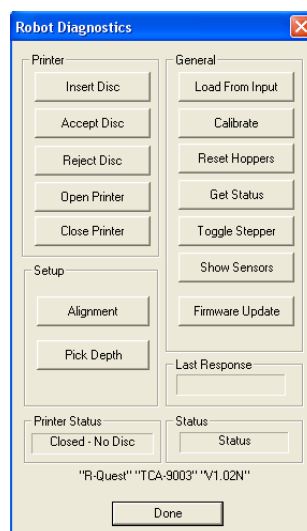 Robot Diagnostics
Printer
Insert Disc
Accept Disc
Reject Disc
Open Printer
Close Printer
General
Load From Input
Calibrate
Reset Hoppers
Get Status
Toggle Stepper
Show Sensors
Firmware Update
Setup
Alignment
Pick Depth
Last Response
Printer Status
Closed - No Disc
Status
Status
"R-Quest" "TCA-9003" "V1.02N"
Done